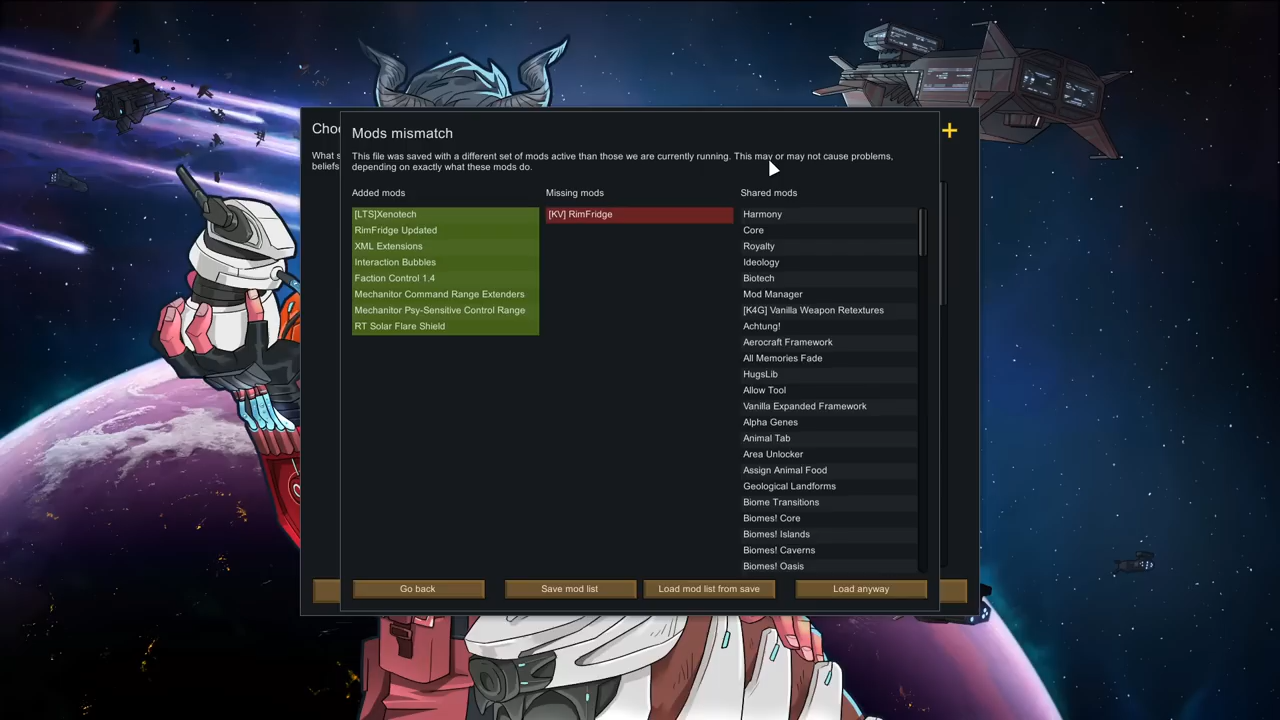 Choo
What s
beliefs
Mods mismatch
This file was saved with a different set of mods active than those we are currently running. This may or may not cause problems,
depending on exactly what these mods do.
Added mods
[LTS]Xenotech
RimFridge Updated
XML Extensions
Interaction Bubbles
Faction Control 1.4
Mechanitor Command Range Extenders
Mechanitor Pay-Sensitive Control Range
RT Solar Flare Shield
Missing mods
[KV] RimFridge
Shared mods
Harmony
Core
Royalty
Ideology
Biotech
Mod Manager
[K4G] Vanilla Weapon Retextures
Achtung!
Aerocraft Framework
All Memories Fade
HugsLib
Allow Tool
Vanilla Expanded Framework
Alpha Genes
Animal Tab
Area Unlocker
Assign Animal Food
Geological Landforms
Biome Transitions
Biomes! Core
Biomes! Islands
Biomes! Caverns
Biomes! Oasis
Go back
Save mod list
Load mod list from save
Load anyway